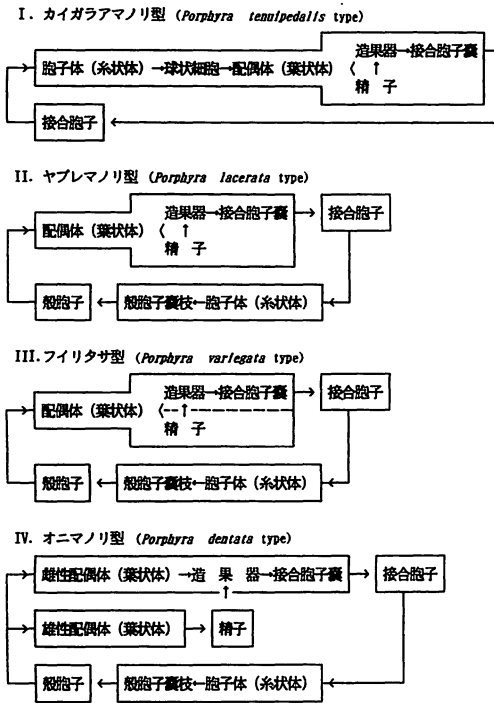 I. カイガラアマノリ型 (Porphyra tenuipedalis type)
造果器→接合胞子嚢
胞子体 (糸状体) →球状細胞→配偶体 (葉状体) 〈 ↑
精 子
接合胞子
II. ヤブレマノリ型 (Porphyra lacerata type)
造果器→接合胞子嚢 → 接合胞子
配偶体 (葉状体) 〈 ↑
精 子
殻胞子 ← 殻胞子嚢枝←胞子体 (糸状体)
III. フイリタサ型 (Porphyra variegata type)
造果器→接合胞子嚢 → 接合胞子
配偶体 (葉状体) 〈--↑---------------
精 子
殻胞子 ← 殻胞子嚢枝←胞子体 (糸状体)
IV. オニマノリ型 (Porphyra dentata type)
雌性配偶体 (葉状体) →造 果 器→接合胞子嚢 → 接合胞子
↑
雄性配偶体 (葉状体) → 精子
殻胞子 ← 殻胞子嚢枝←胞子体 (糸状体)